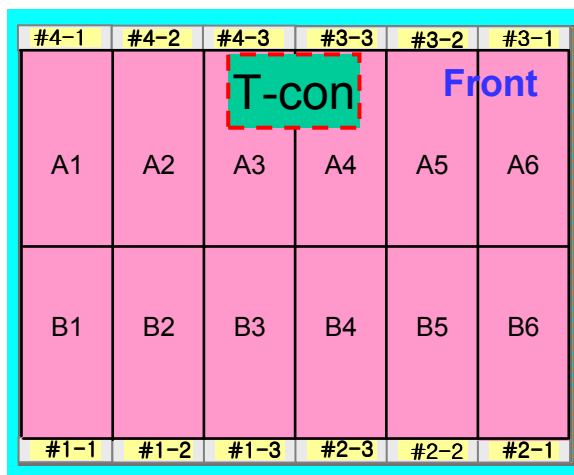 #4-1 #4-2 #4-3 #3-3 #3-2 #3-1
T-con Front
A1 A2 A3 A4 A5 A6
B1 B2 B3 B4 B5 B6
#1-1 #1-2 #1-3 #2-3 #2-2 #2-1